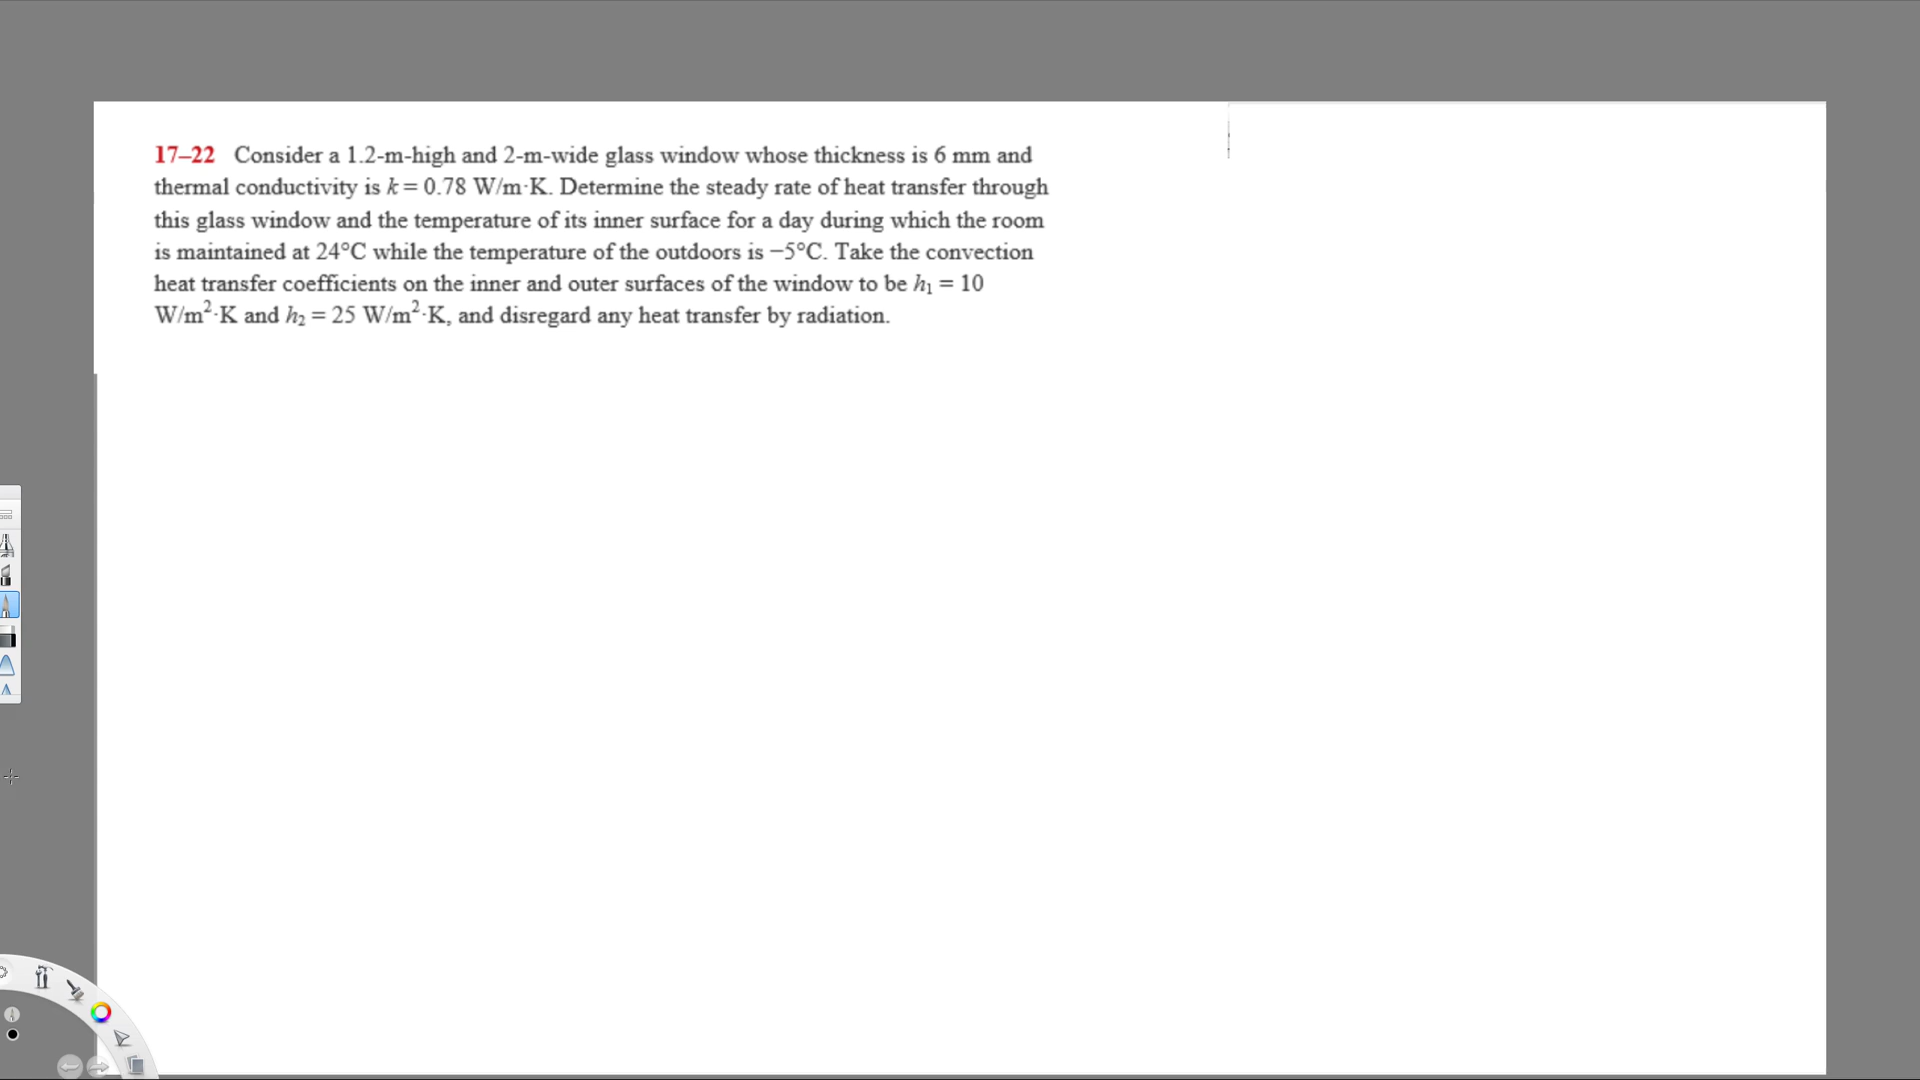 17–22 Consider a 1.2-m-high and 2-m-wide glass window whose thickness is 6 mm and
thermal conductivity is k = 0.78 W/m·K. Determine the steady rate of heat transfer through
this glass window and the temperature of its inner surface for a day during which the room
is maintained at 24°C while the temperature of the outdoors is −5°C. Take the convection
heat transfer coefficients on the inner and outer surfaces of the window to be h₁ = 10
W/m²·K and h₂ = 25 W/m²·K, and disregard any heat transfer by radiation.